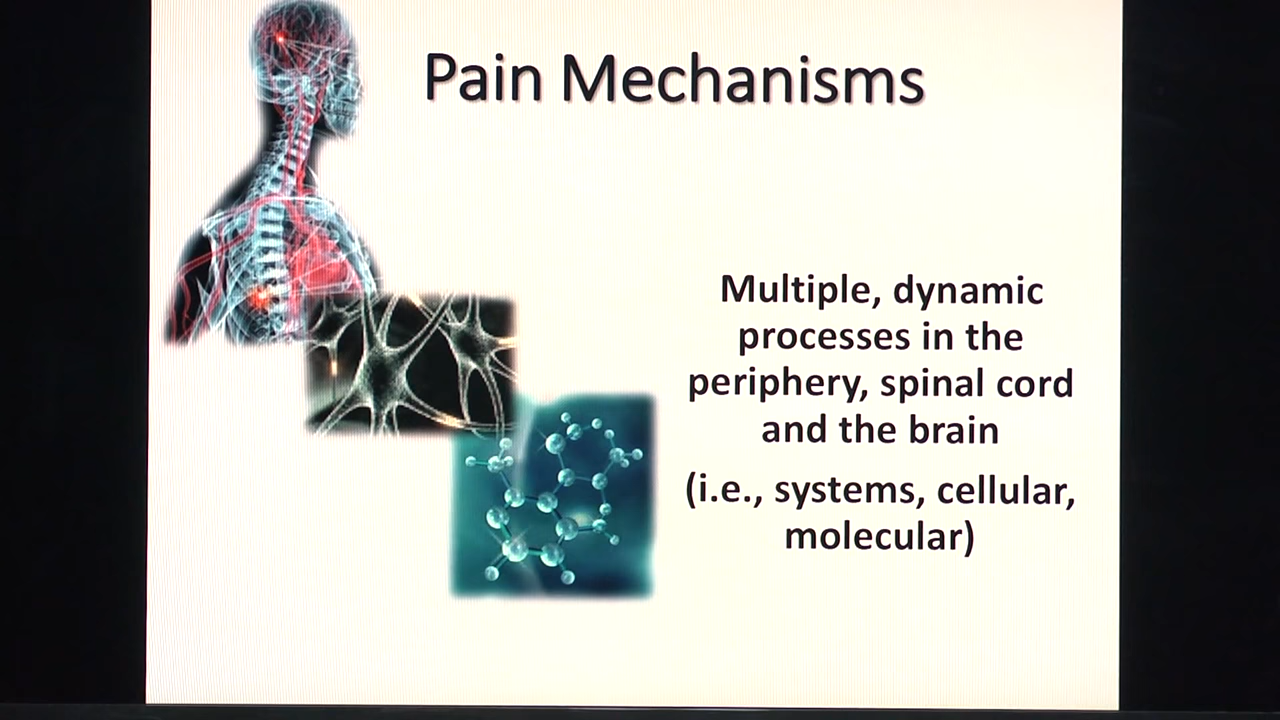 Pain Mechanisms
Multiple, dynamic
processes in the
periphery, spinal cord
and the brain
(i.e., systems, cellular,
molecular)